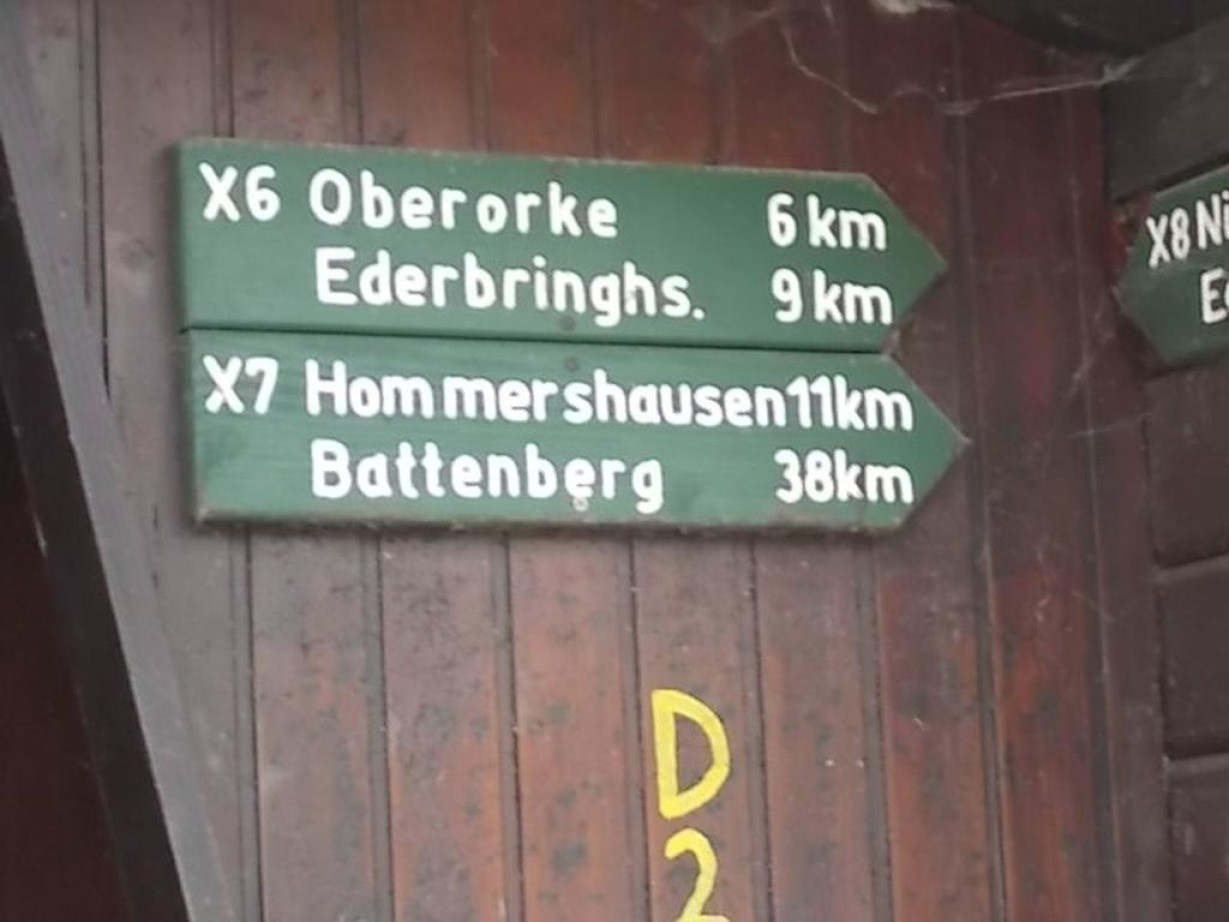 X6 Oberorke 6 km
Ederbringhs. 9 km
X7 Hommershausen 11km
Battenberg 38km
X8
D
2